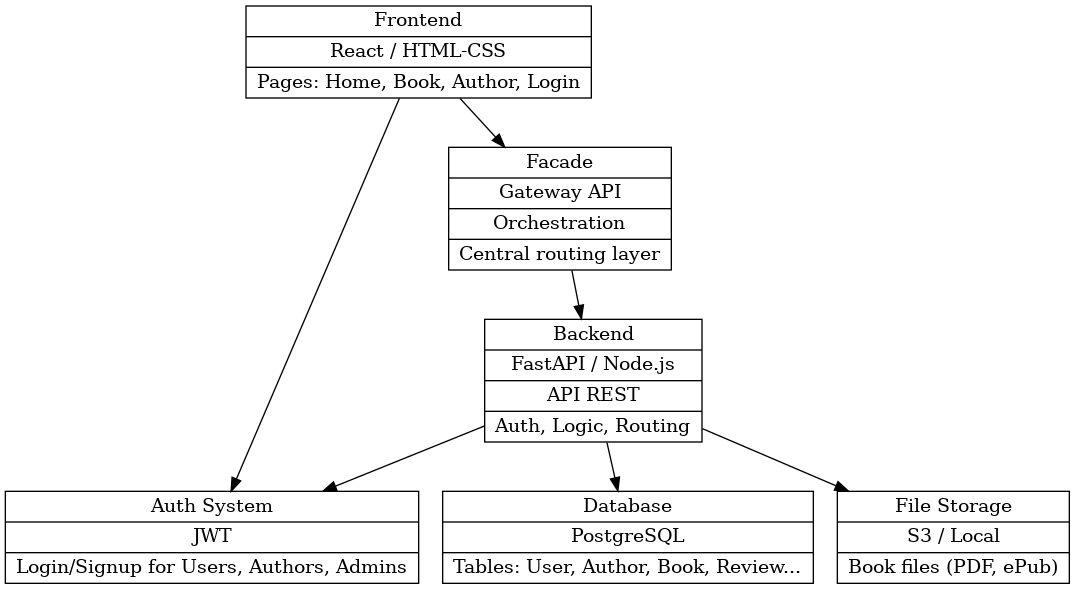 Frontend
React / HTML-CSS
Pages: Home, Book, Author, Login
Facade
Gateway API
Orchestration
Central routing layer
Backend
FastAPI / Node.js
API REST
Auth, Logic, Routing
Auth System
JWT
Login/Signup for Users, Authors, Admins
Database
PostgreSQL
Tables: User, Author, Book, Review...
File Storage
S3 / Local
Book files (PDF, ePub)